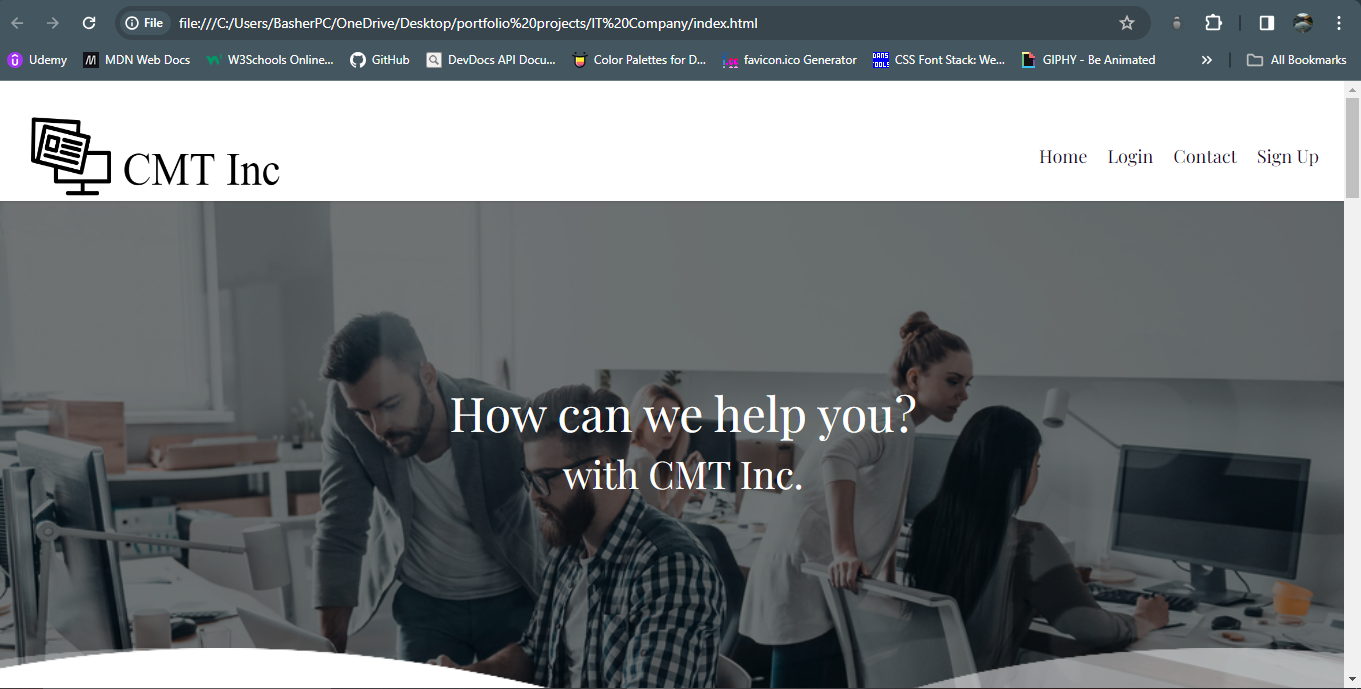 File file:///C:/Users/BasherPC/OneDrive/Desktop/portfolio%20projects/IT%20Company/index.html
Udemy MDN Web Docs W3Schools Online... GitHub DevDocs API Docu... Color Palettes for D... favicon.ico Generator CSS Font Stack: We... GIPHY - Be Animated » All Bookmarks
CMT Inc
Home Login Contact Sign Up
How can we help you?
with CMT Inc.